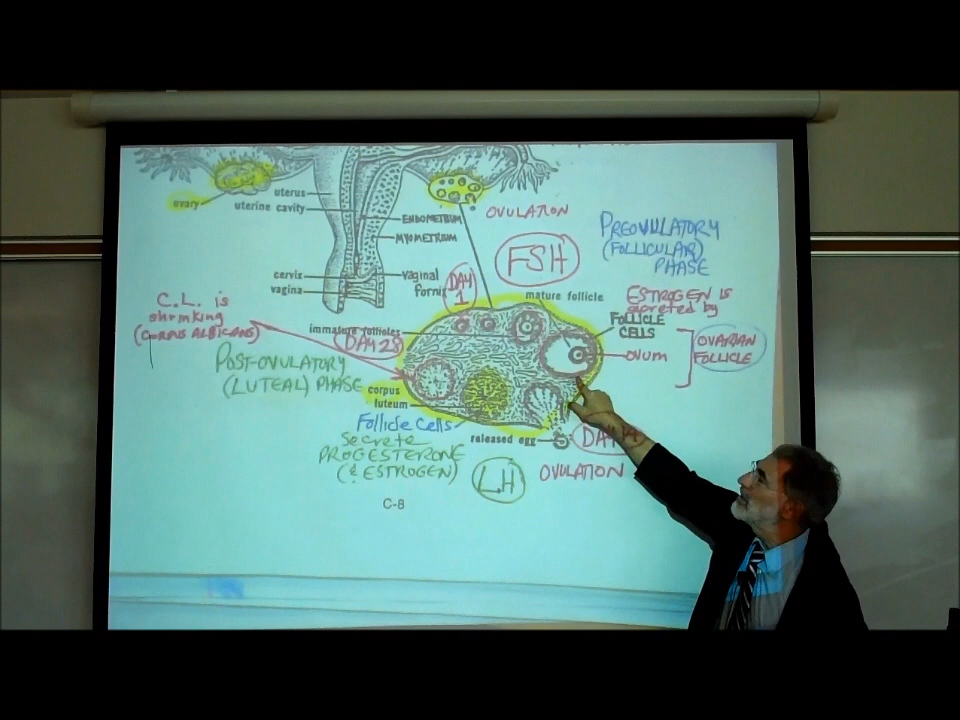 ovary
uterus
uterine cavity
ENDOMETRIUM
MYOMETRIUM
cervix
vagina
vaginal
fornix
OVULATION
FSH
PREOVULATORY
(FOLLICULAR)
PHASE
DAY
1
mature follicle
ESTROGEN IS
secreted by
FOLLICLE
CELLS
OVUM
OVARIAN
FOLLICLE
C.L. is
shrinking
(CORPUS ALBICANS)
immature follicles
DAY 28
POST-OVULATORY
(LUTEAL) PHASE
corpus
luteum
Follicle Cells
Secrete
PROGESTERONE
(& ESTROGEN)
released egg
DAY 14
LH
OVULATION
C-8